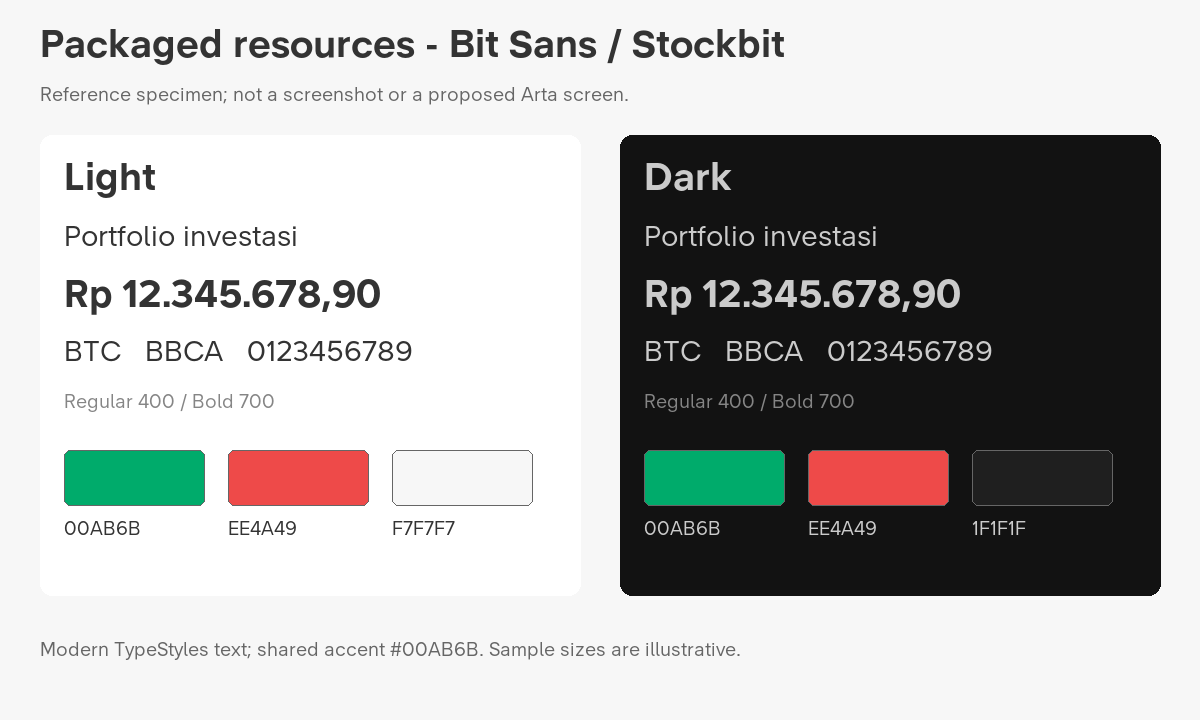 Packaged resources - Bit Sans / Stockbit
Reference specimen; not a screenshot or a proposed Arta screen.
Light
Portfolio investasi
Rp 12.345.678,90
BTC BBCA 0123456789
Regular 400 / Bold 700
00AB6B EE4A49 F7F7F7
Dark
Portfolio investasi
Rp 12.345.678,90
BTC BBCA 0123456789
Regular 400 / Bold 700
00AB6B EE4A49 1F1F1F
Modern TypeStyles text; shared accent #00AB6B. Sample sizes are illustrative.